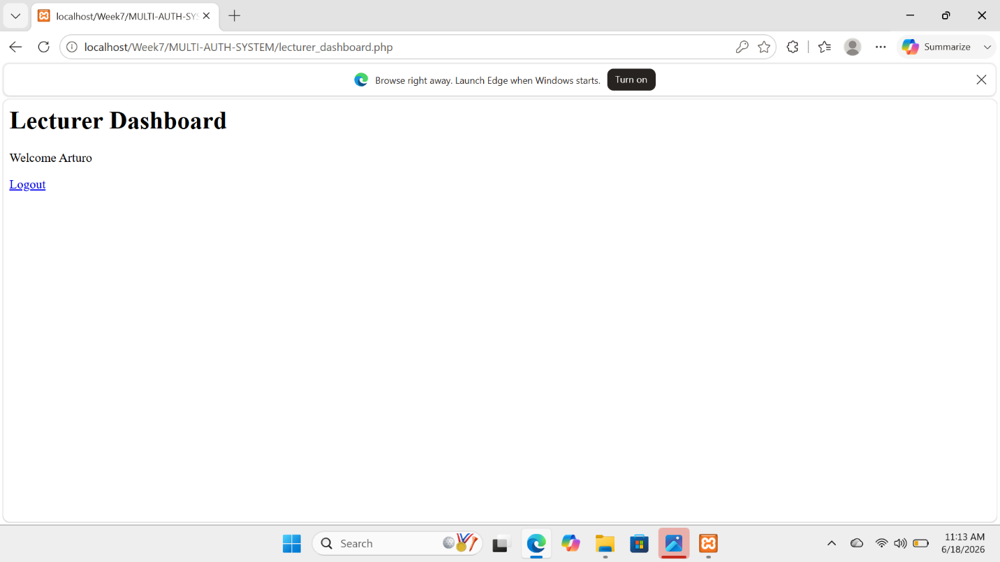 localhost/Week7/MULTI-AUTH-SYS
localhost/Week7/MULTI-AUTH-SYSTEM/lecturer_dashboard.php
Summarize
Browse right away. Launch Edge when Windows starts.
Turn on
Lecturer Dashboard
Welcome Arturo
Logout
Search
11:13 AM
6/18/2026